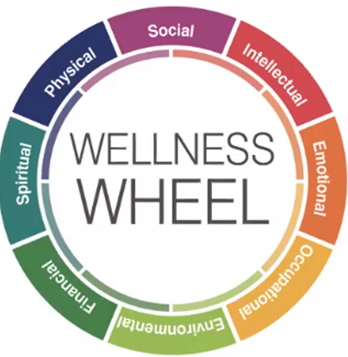 Social
Intellectual
Emotional
Occupational
Environmental
Financial
Spiritual
Physical
WELLNESS
WHEEL